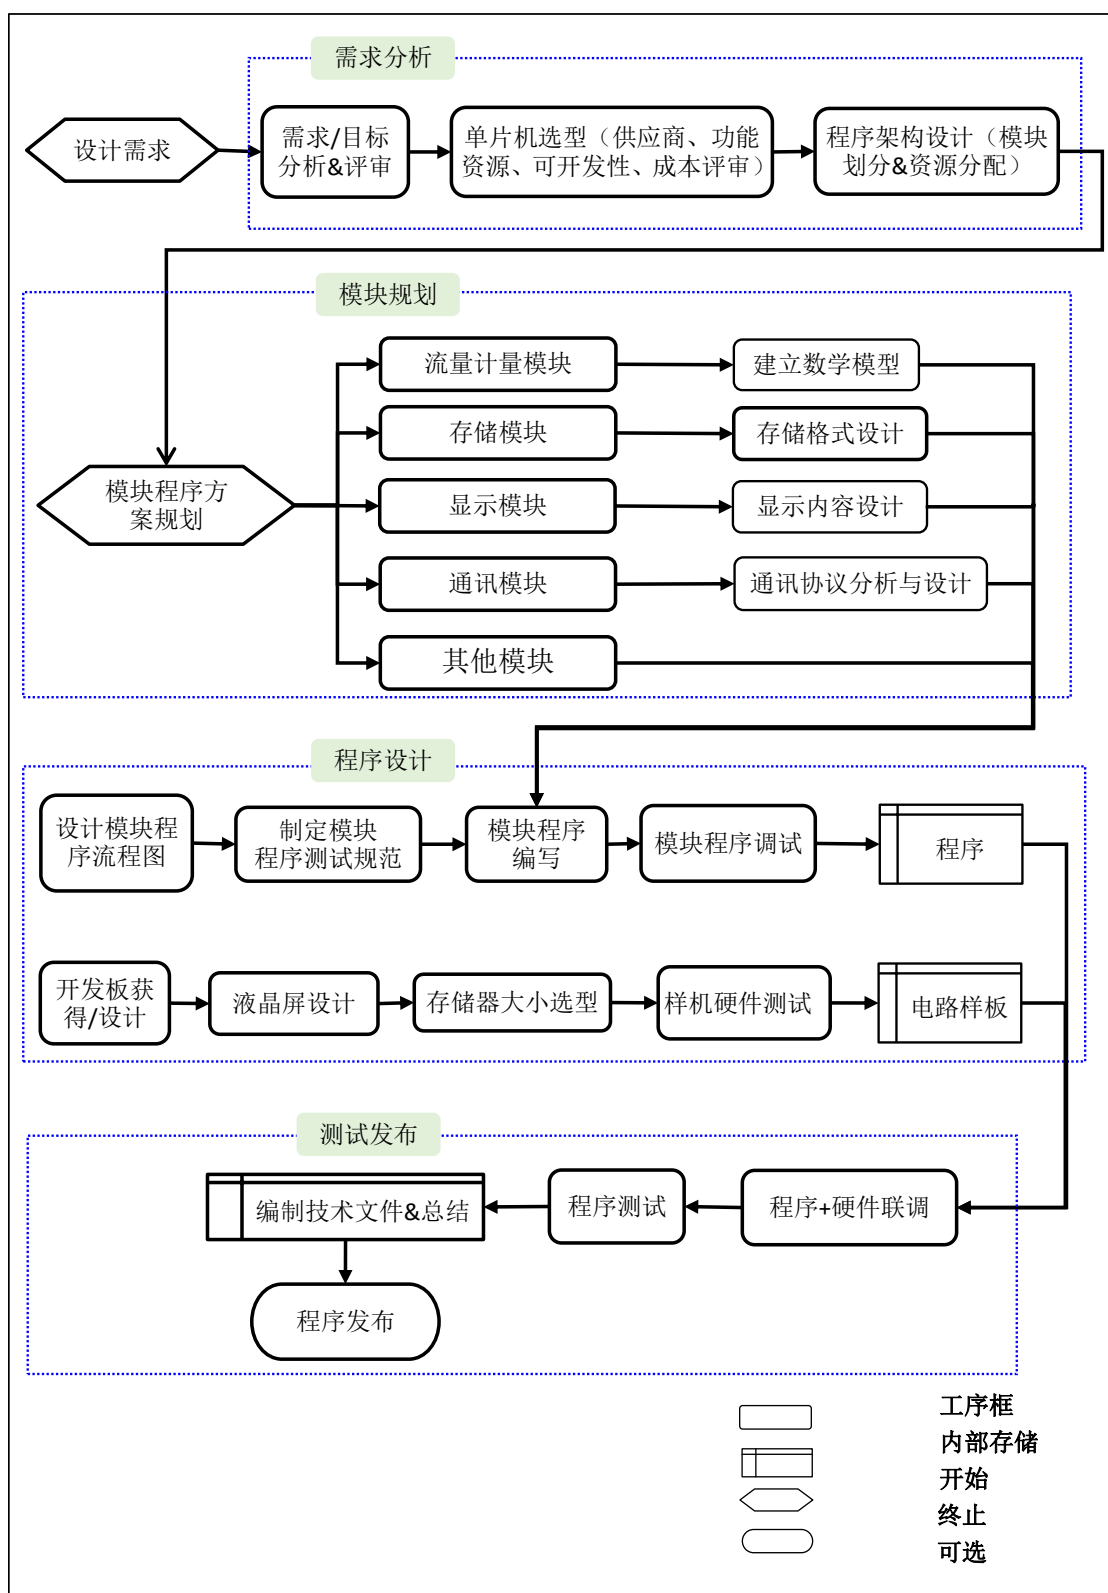 需求分析
设计需求
需求/目标
分析&评审
单片机选型（供应商、功能
资源、可开发性、成本评审）
程序架构设计（模块
划分&资源分配）
模块规划
模块程序方
案规划
流量计量模块
建立数学模型
存储模块
存储格式设计
显示模块
显示内容设计
通讯模块
通讯协议分析与设计
其他模块
程序设计
设计模块程
序流程图
制定模块
程序测试规范
模块程序
编写
模块程序调试
程序
开发板获
得/设计
液晶屏设计
存储器大小选型
样机硬件测试
电路样板
测试发布
编制技术文件&总结
程序测试
程序+硬件联调
程序发布
工序框
内部存储
开始
终止
可选